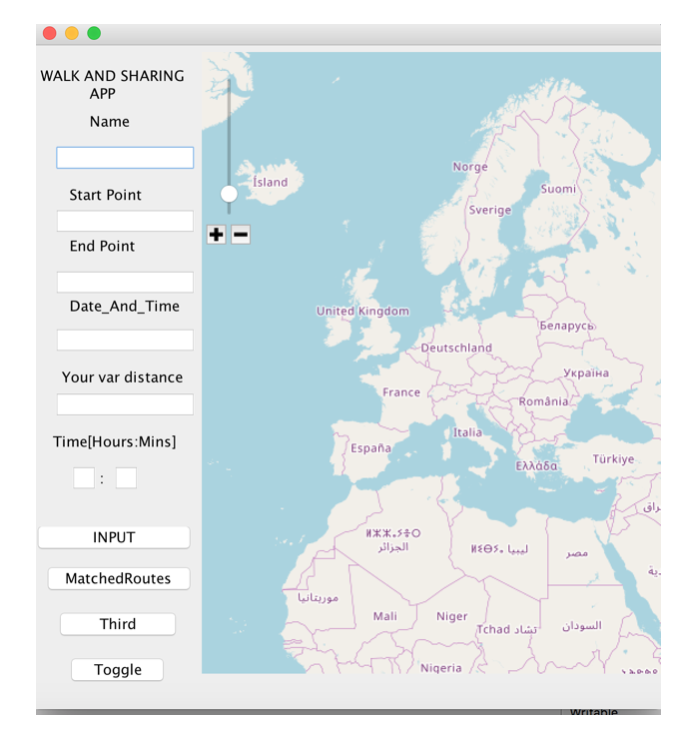 WALK AND SHARING
APP
Name
Start Point
End Point
Date_And_Time
Your var distance
Time[Hours:Mins]
:
INPUT
MatchedRoutes
Third
Toggle
Ísland
Norge
Suomi
Sverige
United Kingdom
Беларусь
Deutschland
Україна
France
România
Italia
España
Ελλάδα
Türkiye
ⵍⵣⵣⴰⵢⴻⵔ
الجزائر
ليبيا
مصر
موريتانيا
Mali
Niger
Tchad تشاد
السودان
Nigeria
Writable